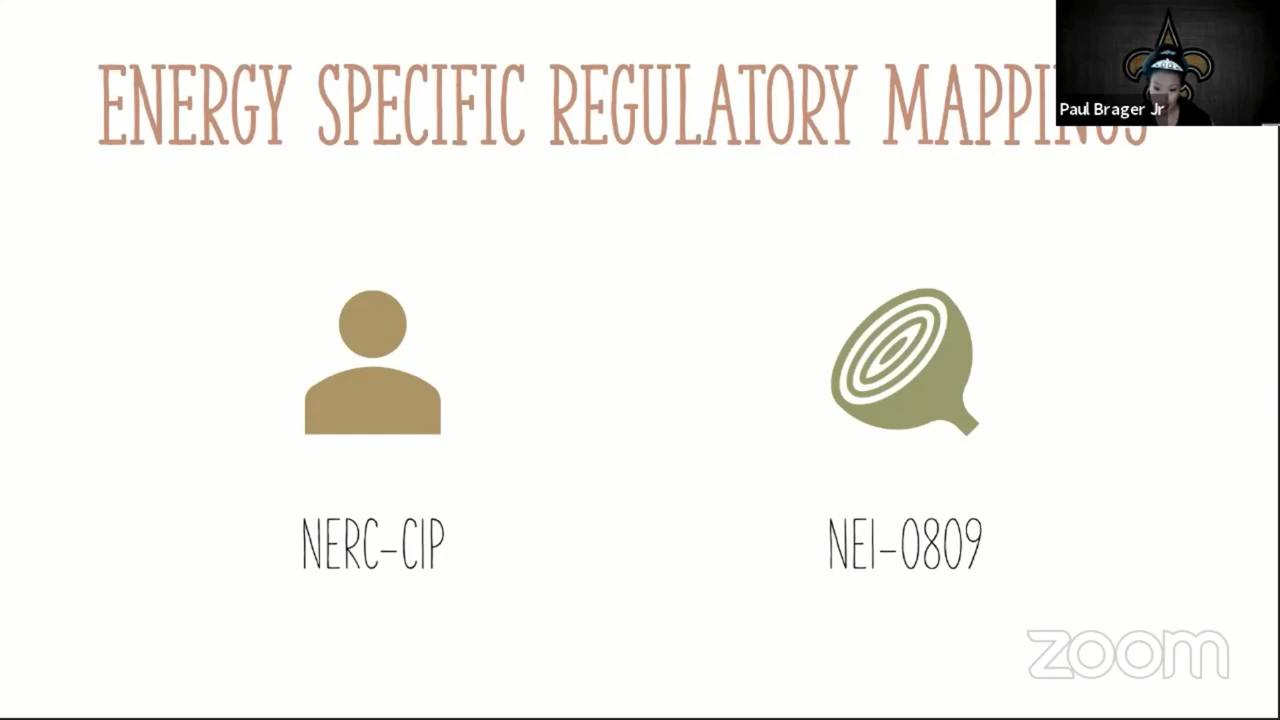 ENERGY SPECIFIC REGULATORY MAPPINGS
Paul Brager Jr
NERC-CIP
NEI-0809
zoom